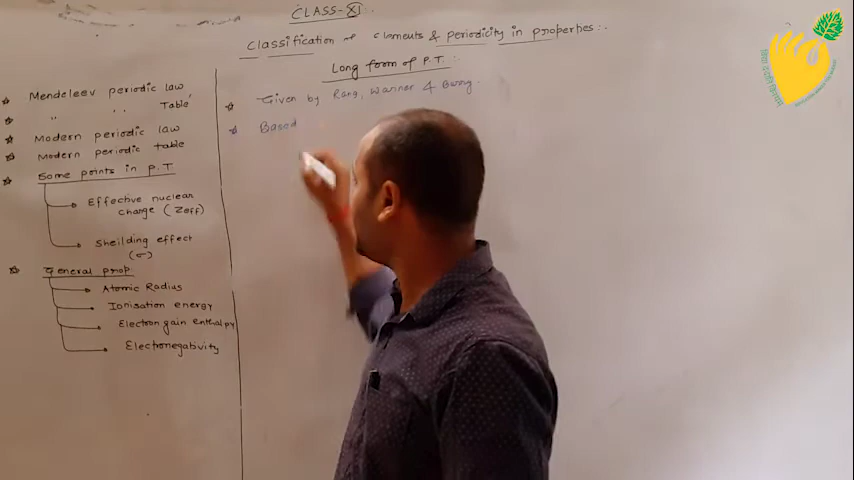 CLASS-XI :.
Classification of Elements & periodicity in properties :.
Long form of P.T. :.
Mendeleev periodic law
" " Table
Modern periodic law
Modern periodic table
Some points in P.T
Effective nuclear
charge (Zeff)
Sheilding effect
(σ)
General prop.
Atomic Radius
Ionisation energy
Electron gain enthalpy
Electronegativity
Given by Rang, Warner & Bury.
Based